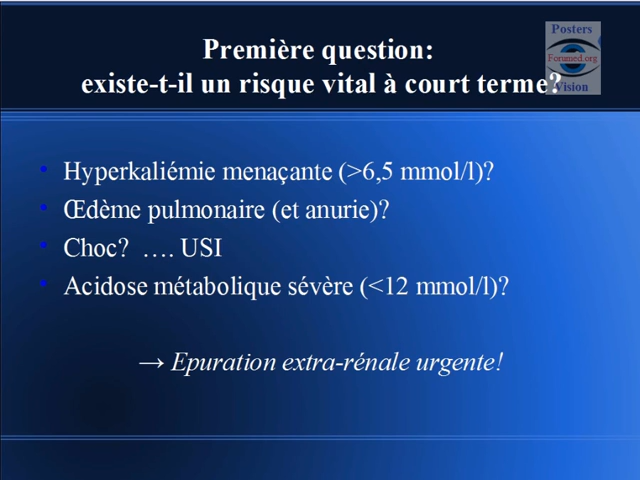 Première question:
existe-t-il un risque vital à court terme?
Posters
Forumed.org
Vision
• Hyperkaliémie menaçante (>6,5 mmol/l)?
• Œdème pulmonaire (et anurie)?
• Choc?  …. USI
• Acidose métabolique sévère (<12 mmol/l)?
→ Epuration extra-rénale urgente!